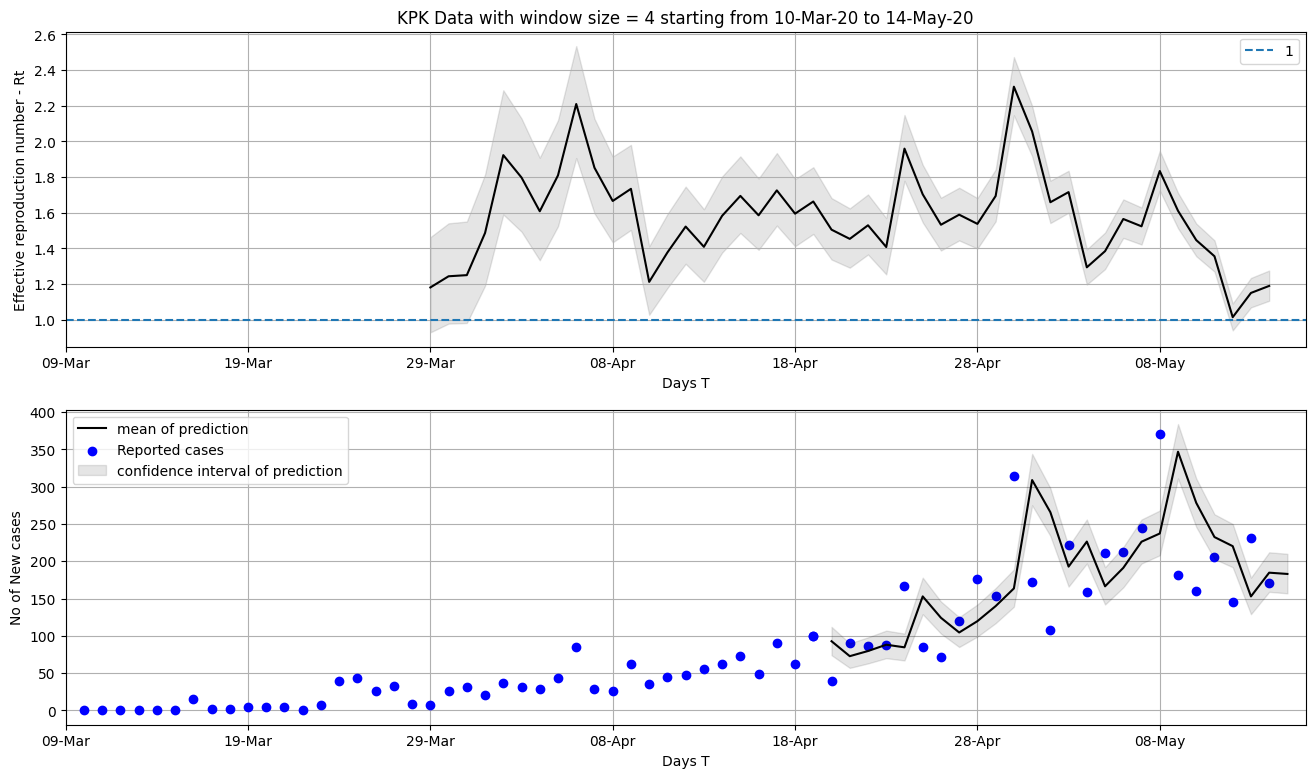 KPK Data with window size = 4 starting from 10-Mar-20 to 14-May-20
Effective reproduction number - Rt
2.6
2.4
2.2
2.0
1.8
1.6
1.4
1.2
1.0
1
09-Mar
19-Mar
29-Mar
08-Apr
18-Apr
28-Apr
08-May
Days T
No of New cases
400
350
300
250
200
150
100
50
0
mean of prediction
Reported cases
confidence interval of prediction
09-Mar
19-Mar
29-Mar
08-Apr
18-Apr
28-Apr
08-May
Days T